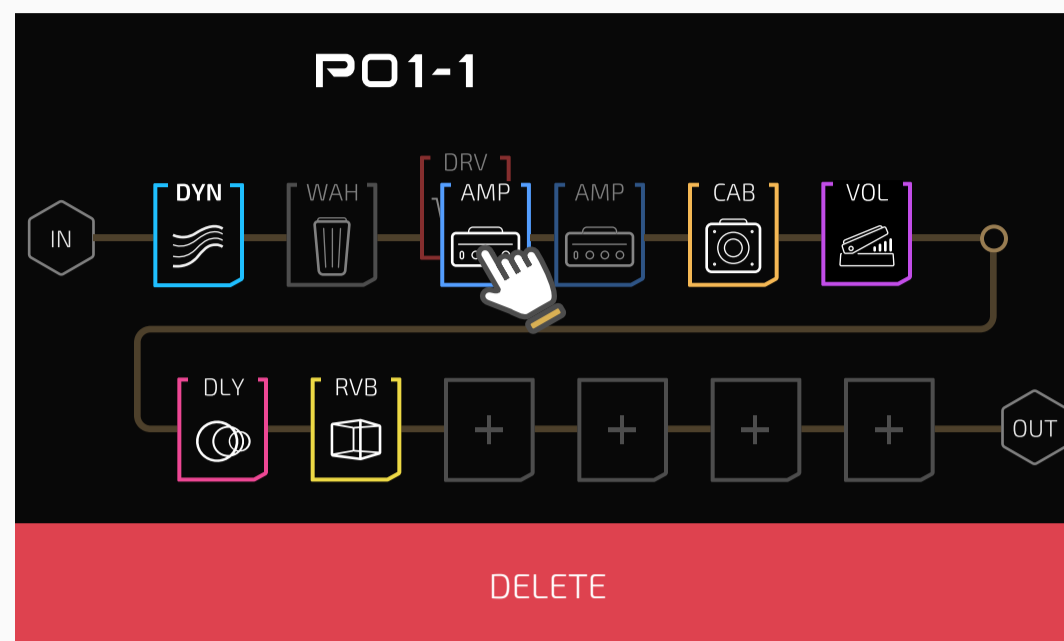 P01-1
DRV
DYN WAH AMP AMP CAB VOL
IN
DLY RVB
OUT
DELETE